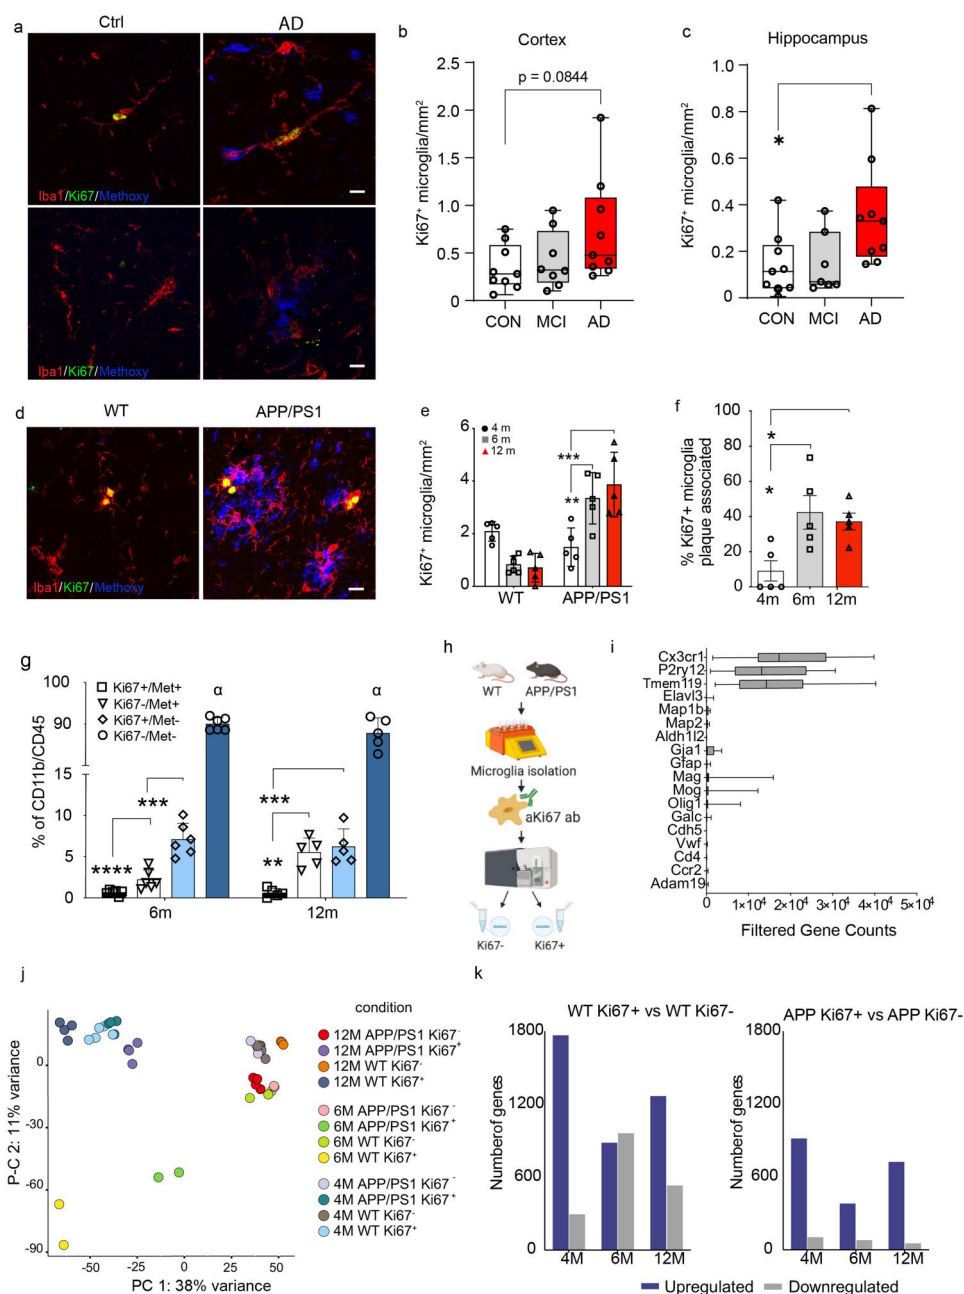 a
Ctrl
AD
Iba1/Ki67/Methoxy
Iba1/Ki67/Methoxy
Iba1/Ki67/Methoxy
b
Cortex
p = 0.0844
Ki67⁺ microglia/mm²
2.5
2.0
1.5
1.0
0.5
0
CON
MCI
AD
c
Hippocampus
*
Ki67⁺ microglia/mm²
1.0
0.8
0.6
0.4
0.2
0
CON
MCI
AD
d
WT
APP/PS1
Iba1/Ki67/Methoxy
e
4 m
6 m
12 m
***
**
Ki67⁺ microglia/mm²
6
4
2
0
WT
APP/PS1
f
*
*
% Ki67+ microglia
plaque associated
100
80
60
40
20
0
4m
6m
12m
g
Ki67+/Met+
Ki67-/Met+
Ki67+/Met-
Ki67-/Met-
α
α
% of CD11b/CD45
100
90
15
10
5
0
****
***
**
***
6m
12m
h
WT
APP/PS1
Microglia isolation
aKi67 ab
Ki67-
Ki67+
i
Cx3cr1
P2ry12
Tmem119
Elavl3
Map1b
Map2
Aldh1l2
Gja1
Gfap
Mag
Mog
Olig1
Galc
Cdh5
Vwf
Cd4
Ccr2
Adam19
0
1×10⁴
2×10⁴
3×10⁴
4×10⁴
5×10⁴
Filtered Gene Counts
j
P-C 2: 11% variance
0
-30
-60
-90
-50
-25
0
25
50
PC 1: 38% variance
condition
12M APP/PS1 Ki67⁻
12M APP/PS1 Ki67⁺
12M WT Ki67⁻
12M WT Ki67⁺
6M APP/PS1 Ki67⁻
6M APP/PS1 Ki67⁺
6M WT Ki67⁻
6M WT Ki67⁺
4M APP/PS1 Ki67⁻
4M APP/PS1 Ki67⁺
4M WT Ki67⁻
4M WT Ki67⁺
k
WT Ki67+ vs WT Ki67-
Number of genes
1800
1200
600
0
4M
6M
12M
APP Ki67+ vs APP Ki67-
Number of genes
1800
1200
600
0
4M
6M
12M
Upregulated
Downregulated